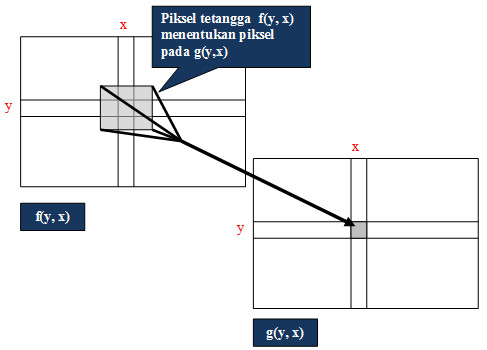 x
Piksel tetangga f(y, x)
menentukan piksel
pada g(y,x)
y
x
f(y, x)
y
g(y, x)